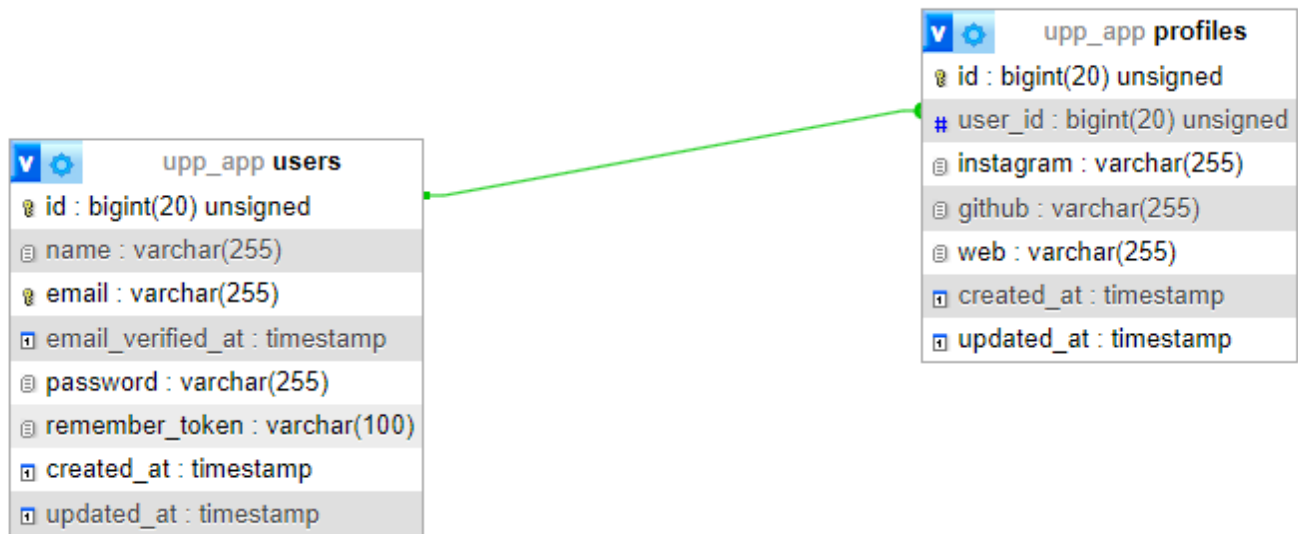 v upp_app users
id : bigint(20) unsigned
name : varchar(255)
email : varchar(255)
email_verified_at : timestamp
password : varchar(255)
remember_token : varchar(100)
created_at : timestamp
updated_at : timestamp
v upp_app profiles
id : bigint(20) unsigned
# user_id : bigint(20) unsigned
instagram : varchar(255)
github : varchar(255)
web : varchar(255)
created_at : timestamp
updated_at : timestamp